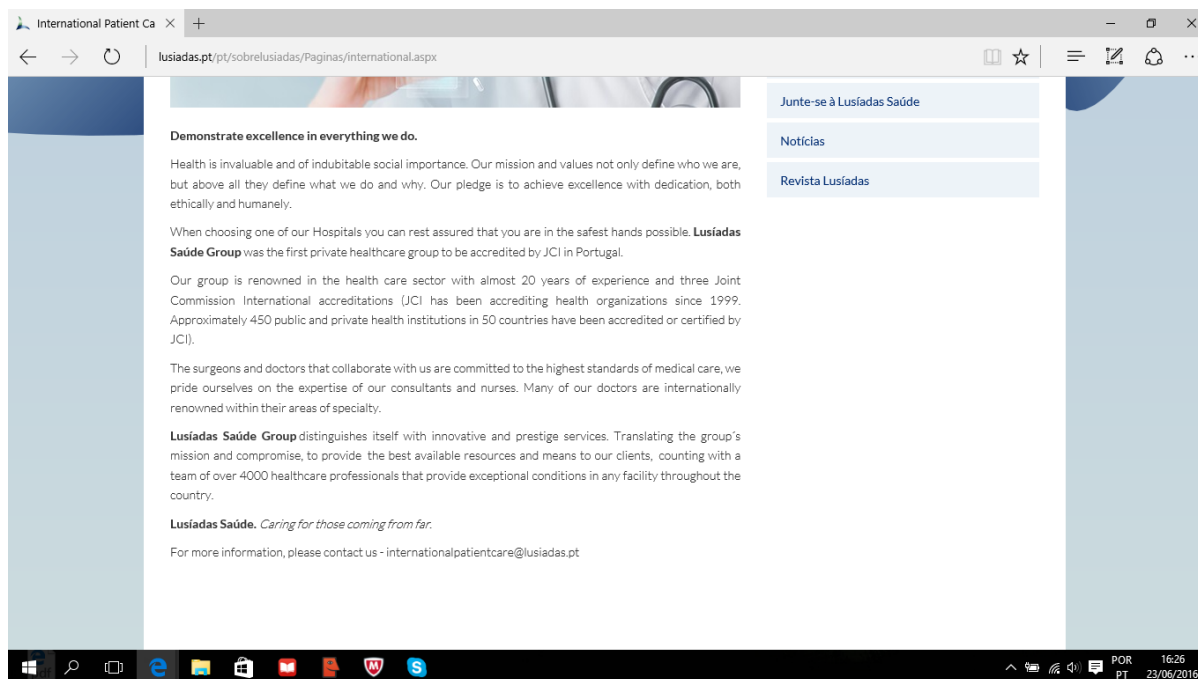 International Patient Ca
lusiadas.pt/pt/sobrelusiadas/Paginas/international.aspx
Demonstrate excellence in everything we do.
Health is invaluable and of indubitable social importance. Our mission and values not only define who we are,
but above all they define what we do and why. Our pledge is to achieve excellence with dedication, both
ethically and humanely.
When choosing one of our Hospitals you can rest assured that you are in the safest hands possible. Lusíadas
Saúde Group was the first private healthcare group to be accredited by JCI in Portugal.
Our group is renowned in the health care sector with almost 20 years of experience and three Joint
Commission International accreditations (JCI has been accrediting health organizations since 1999.
Approximately 450 public and private health institutions in 50 countries have been accredited or certified by
JCI).
The surgeons and doctors that collaborate with us are committed to the highest standards of medical care, we
pride ourselves on the expertise of our consultants and nurses. Many of our doctors are internationally
renowned within their areas of specialty.
Lusíadas Saúde Group distinguishes itself with innovative and prestige services. Translating the group´s
mission and compromise, to provide the best available resources and means to our clients, counting with a
team of over 4000 healthcare professionals that provide exceptional conditions in any facility throughout the
country.
Lusíadas Saúde. Caring for those coming from far.
For more information, please contact us - internationalpatientcare@lusiadas.pt
Junte-se à Lusíadas Saúde
Notícias
Revista Lusíadas
POR
PT
16:26
23/06/2016